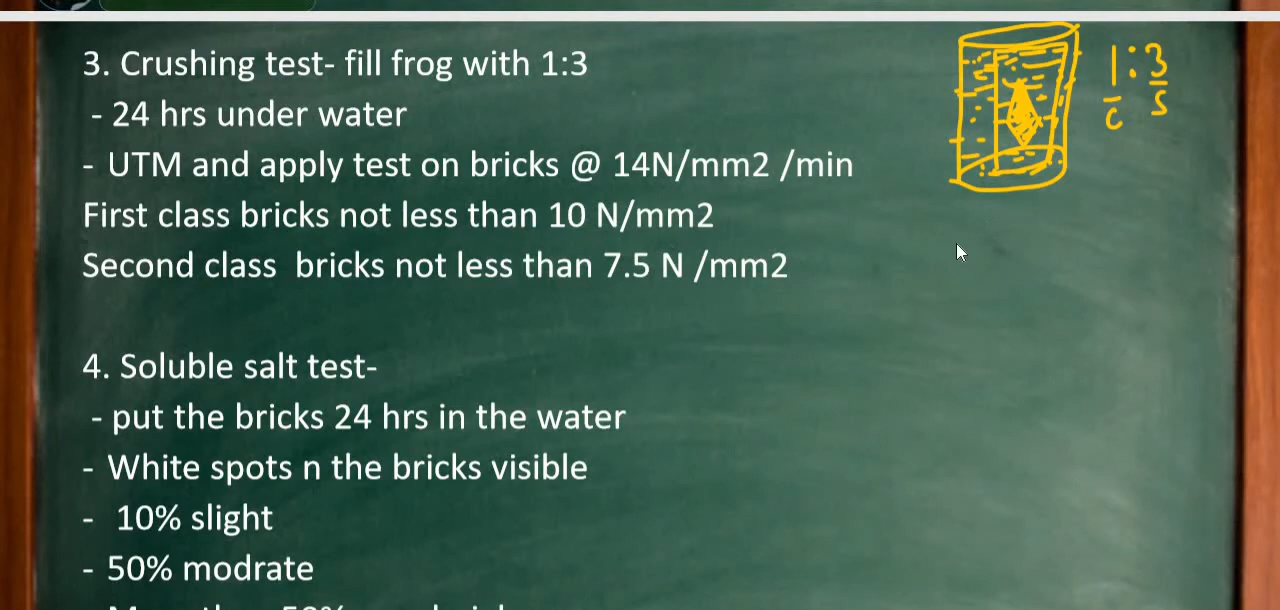 3. Crushing test- fill frog with 1:3
- 24 hrs under water
- UTM and apply test on bricks @ 14N/mm2 /min
First class bricks not less than 10 N/mm2
Second class bricks not less than 7.5 N /mm2
1:3
c s
4. Soluble salt test-
- put the bricks 24 hrs in the water
- White spots n the bricks visible
- 10% slight
- 50% modrate